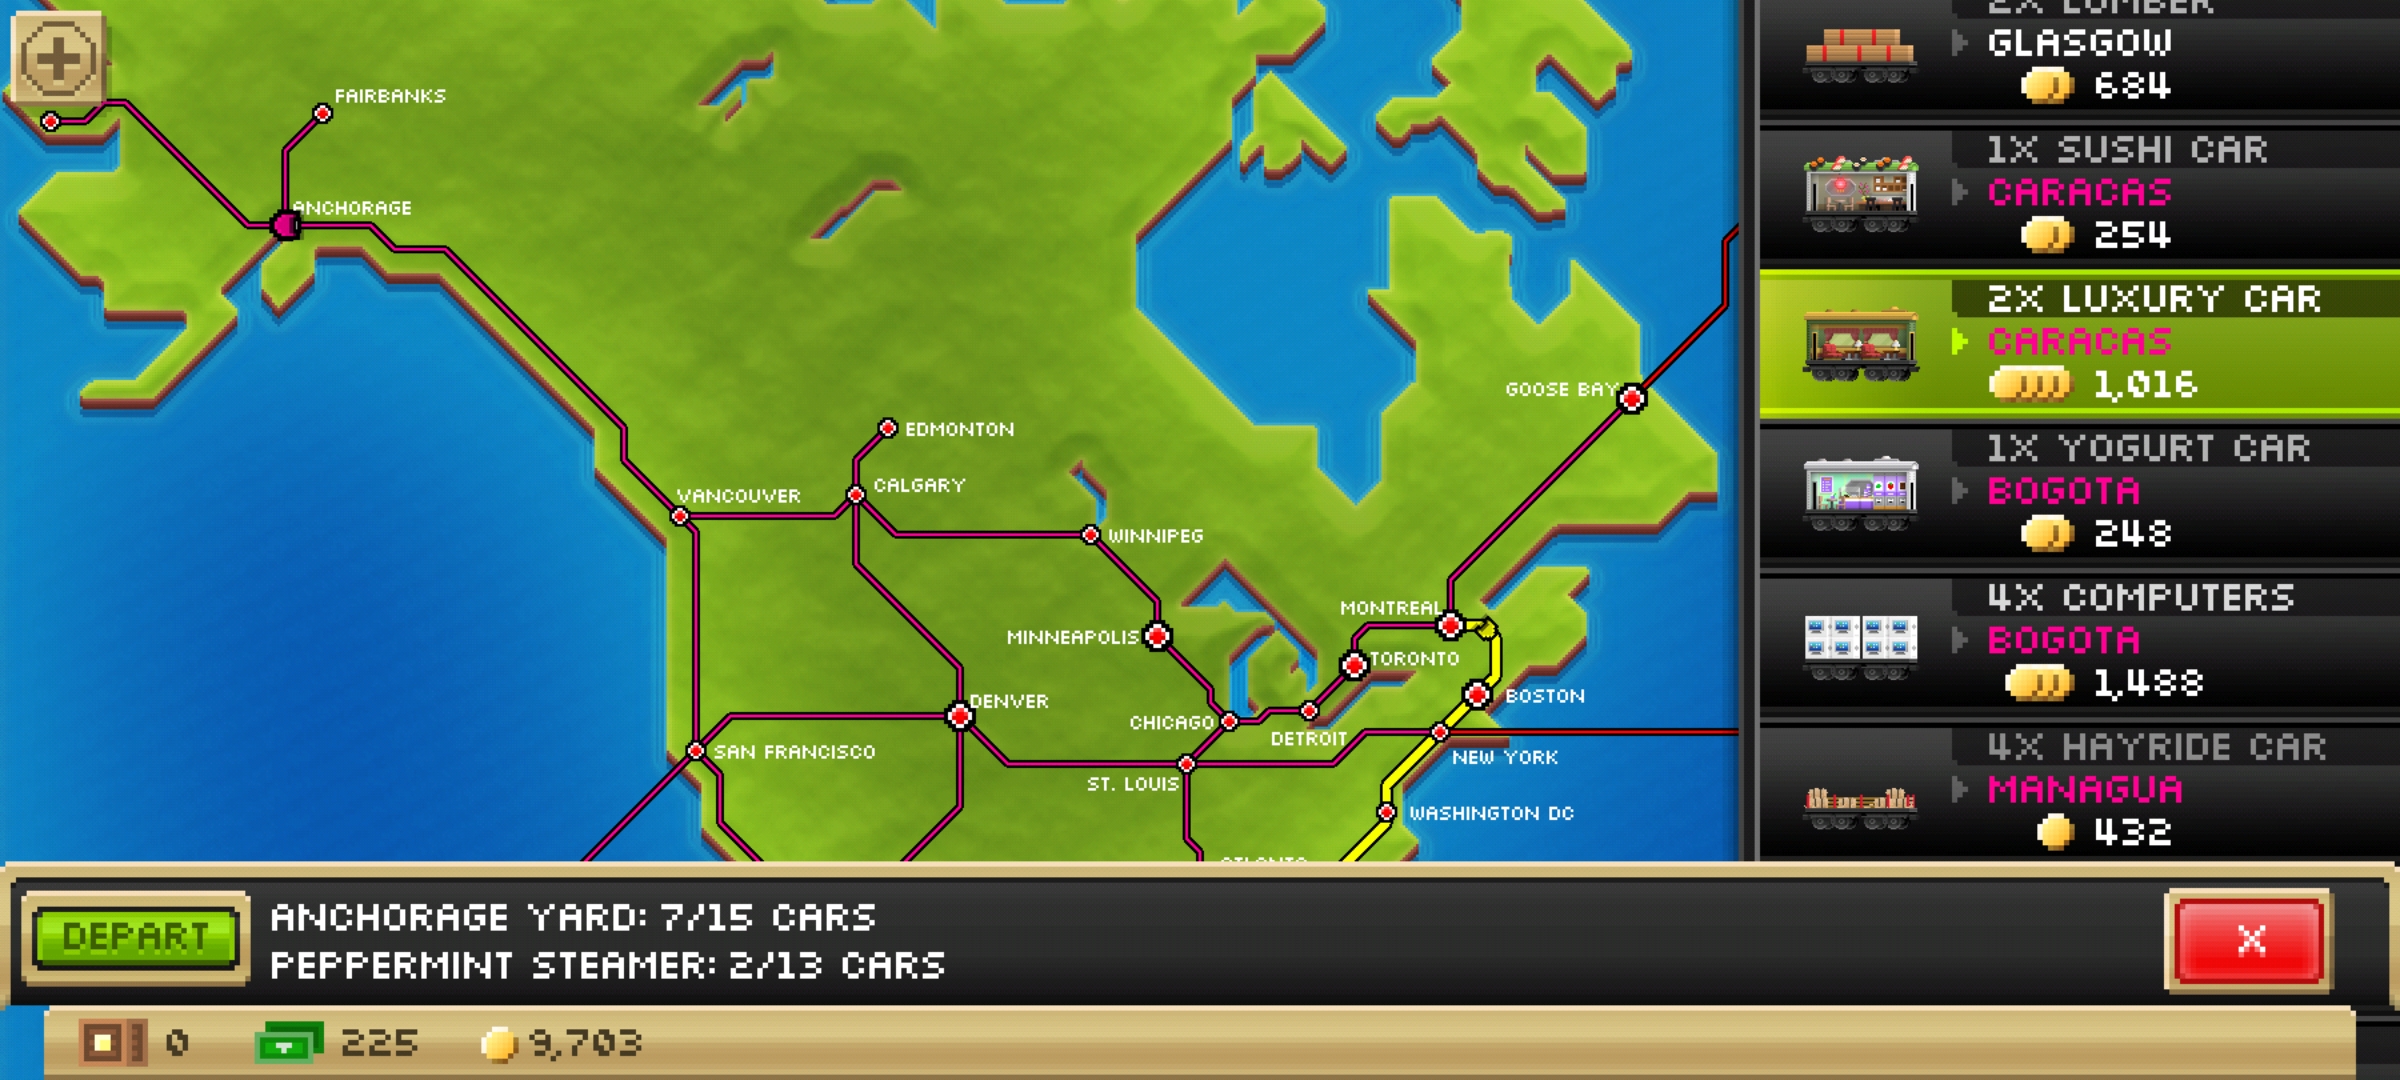 FAIRBANKS
ANCHORAGE
EDMONTON
CALGARY
VANCOUVER
WINNIPEG
GOOSE BAY
MONTREAL
MINNEAPOLIS
TORONTO
DENVER
BOSTON
CHICAGO
DETROIT
SAN FRANCISCO
NEW YORK
ST. LOUIS
WASHINGTON DC
ATLANTA
2X LUMBER
GLASGOW
684
1X SUSHI CAR
CARACAS
254
2X LUXURY CAR
CARACAS
1,016
1X YOGURT CAR
BOGOTA
248
4X COMPUTERS
BOGOTA
1,488
4X HAYRIDE CAR
MANAGUA
432
DEPART
ANCHORAGE YARD: 7/15 CARS
PEPPERMINT STEAMER: 2/13 CARS
X
0
225
9,703